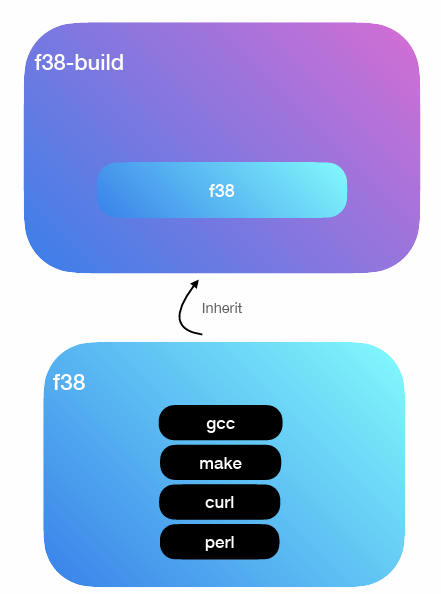 f38-build
f38
Inherit
f38
gcc
make
curl
perl